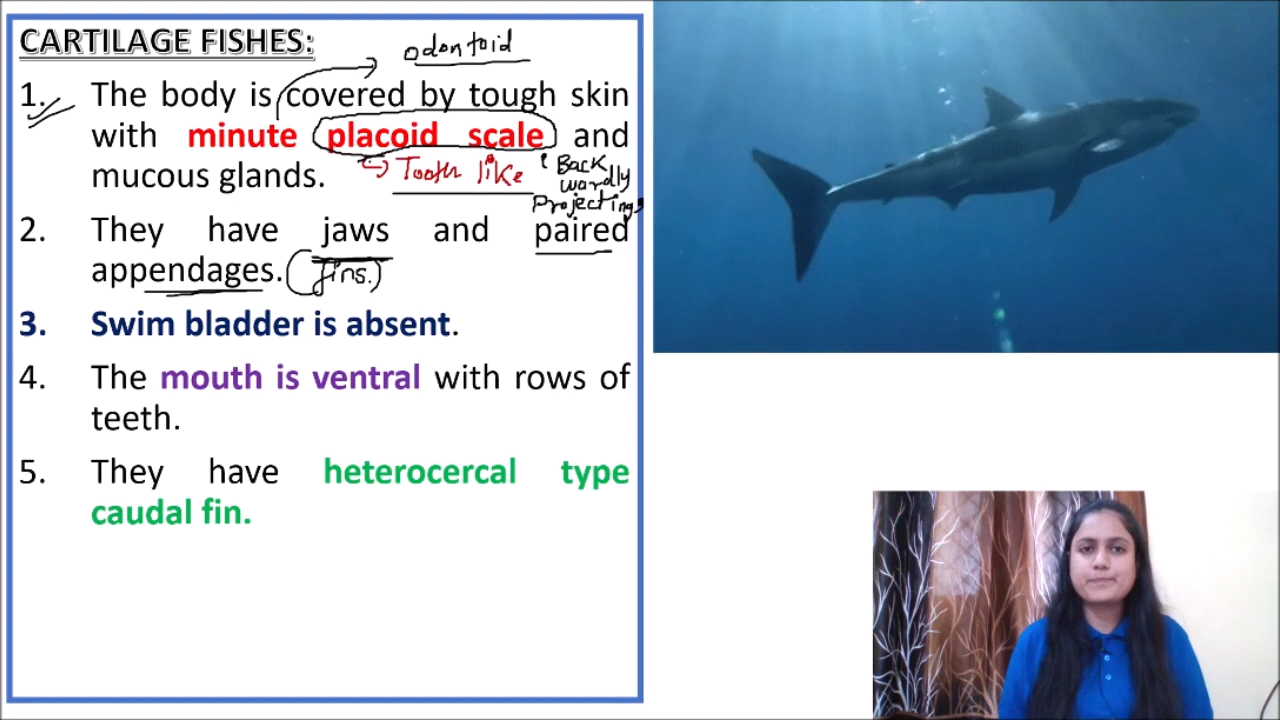 CARTILAGE FISHES:
odontoid
1. The body is covered by tough skin
with minute placoid scale and
mucous glands.
Tooth like
Back
wardly
Projecting
2. They have jaws and paired
appendages. (fins.)
3. Swim bladder is absent.
4. The mouth is ventral with rows of
teeth.
5. They have heterocercal type
caudal fin.